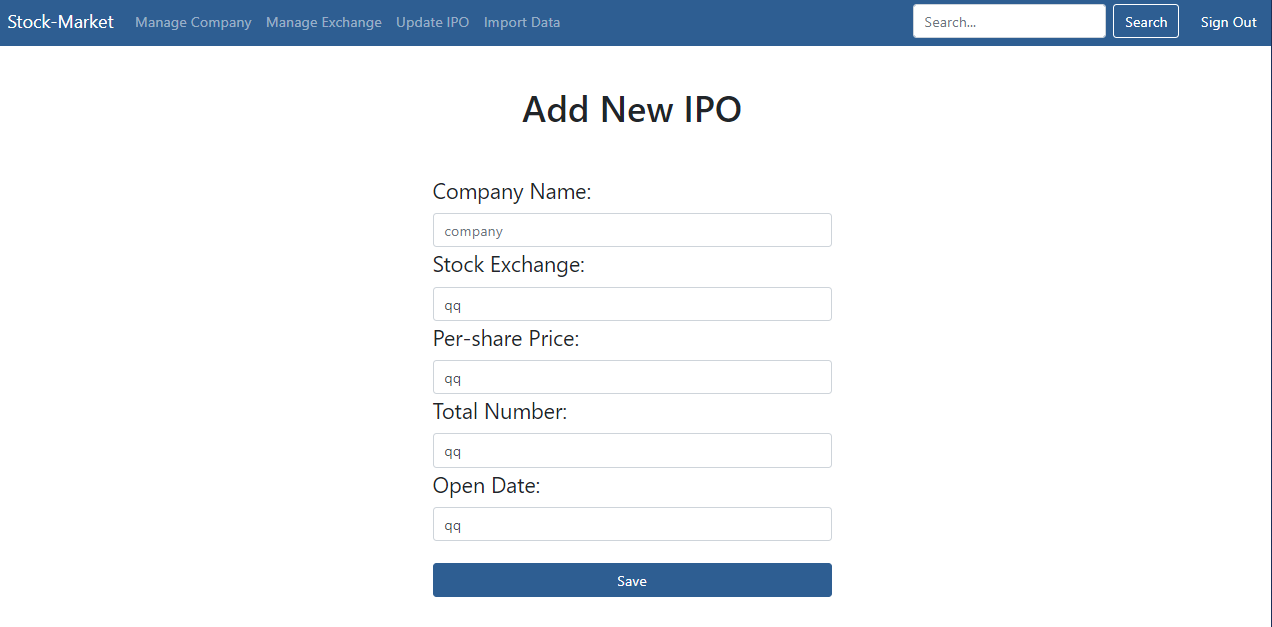 Stock-Market Manage Company Manage Exchange Update IPO Import Data Search... Search Sign Out
Add New IPO
Company Name:
company
Stock Exchange:
qq
Per-share Price:
qq
Total Number:
qq
Open Date:
qq
Save